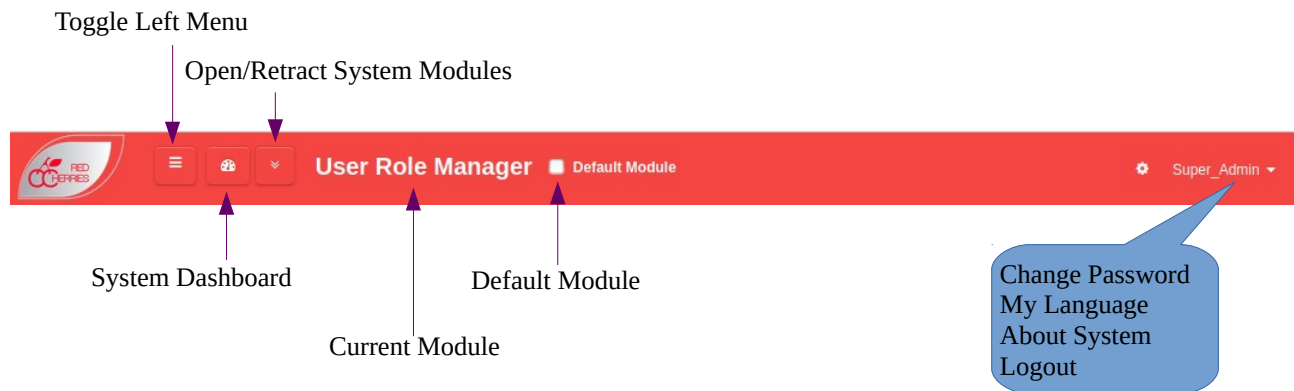 Toggle Left Menu
Open/Retract System Modules
RED
CHERRIES
User Role Manager
Default Module
Super_Admin
System Dashboard
Default Module
Current Module
Change Password
My Language
About System
Logout